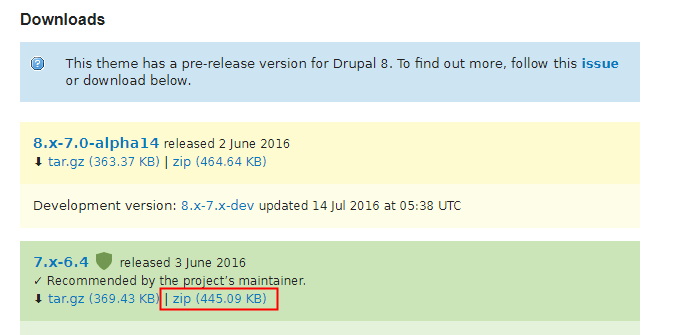 Downloads
This theme has a pre-release version for Drupal 8. To find out more, follow this issue
or download below.
8.x-7.0-alpha14 released 2 June 2016
⬇ tar.gz (363.37 KB) | zip (464.64 KB)
Development version: 8.x-7.x-dev updated 14 Jul 2016 at 05:38 UTC
7.x-6.4 released 3 June 2016
✓ Recommended by the project’s maintainer.
⬇ tar.gz (369.43 KB) | zip (445.09 KB)